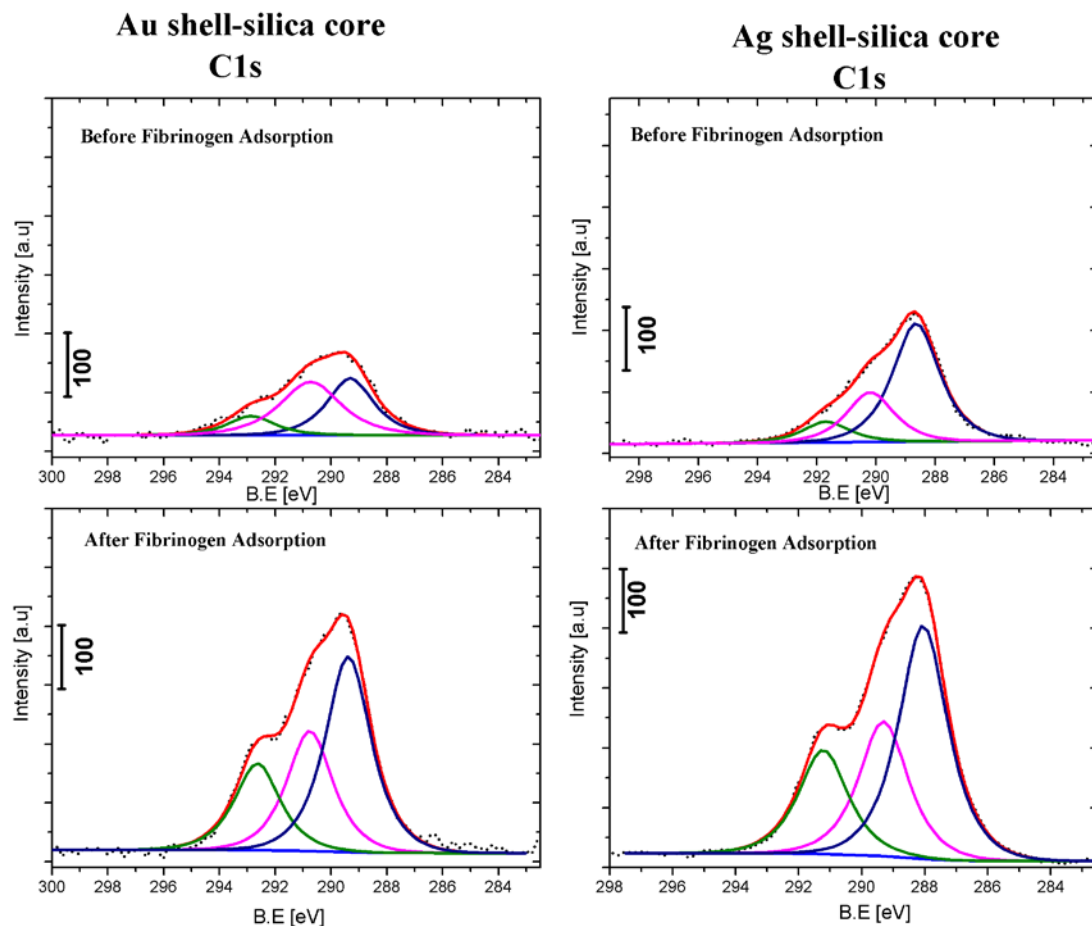 Au shell-silica core
C1s
Before Fibrinogen Adsorption
Intensity [a.u]
100
300 298 296 294 292 290 288 286 284
B.E [eV]
Ag shell-silica core
C1s
Before Fibrinogen Adsorption
Intensity [a.u]
100
298 296 294 292 290 288 286 284
B.E [eV]
After Fibrinogen Adsorption
Intensity [a.u]
100
300 298 296 294 292 290 288 286 284
B.E [eV]
After Fibrinogen Adsorption
Intensity [a.u]
100
298 296 294 292 290 288 286 284
B.E [eV]